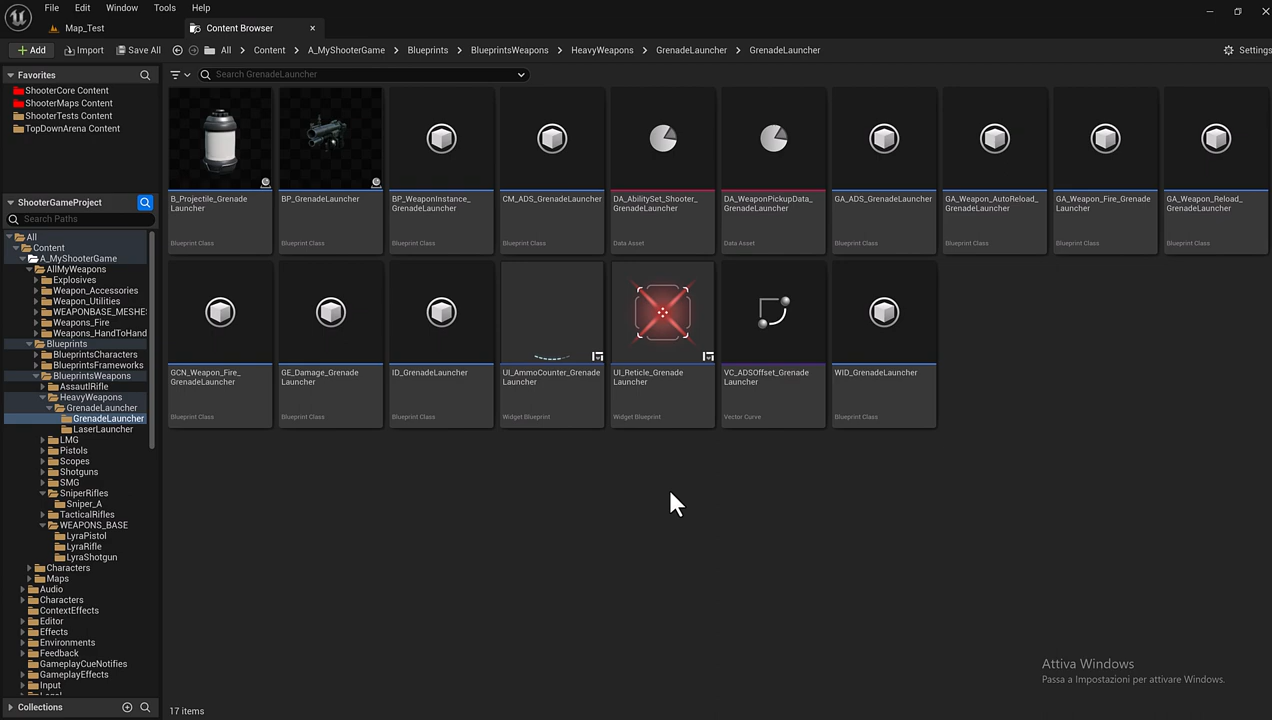 File Edit Window Tools Help
Map_Test
Content Browser
Add Import Save All All Content A_MyShooterGame Blueprints BlueprintsWeapons HeavyWeapons GrenadeLauncher GrenadeLauncher Settings
Favorites
ShooterCore Content
ShooterMaps Content
ShooterTests Content
TopDownArena Content
ShooterGameProject
Search Paths
All
Content
A_MyShooterGame
AllMyWeapons
Explosives
Weapon_Accessories
Weapon_Utilities
WEAPONBASE_MESHE
Weapons_Fire
Weapons_HandToHand
Blueprints
BlueprintsCharacters
BlueprintsFrameworks
BlueprintsWeapons
AssautlRifle
HeavyWeapons
GrenadeLauncher
GrenadeLauncher
LaserLauncher
LMG
Pistols
Scopes
Shotguns
SMG
SniperRifles
Sniper_A
TacticalRifles
WEAPONS_BASE
LyraPistol
LyraRifle
LyraShotgun
Characters
Maps
Audio
Characters
ContextEffects
Editor
Effects
Environments
Feedback
GameplayCueNotifies
GameplayEffects
Input
Collections
Search GrenadeLauncher
B_Projectile_Grenade
Launcher
Blueprint Class
BP_GrenadeLauncher
Blueprint Class
BP_WeaponInstance_
GrenadeLauncher
Blueprint Class
CM_ADS_GrenadeLauncher
Blueprint Class
DA_AbilitySet_Shooter_
GrenadeLauncher
Data Asset
DA_WeaponPickupData_
GrenadeLauncher
Data Asset
GA_ADS_GrenadeLauncher
Blueprint Class
GA_Weapon_AutoReload_
GrenadeLauncher
Blueprint Class
GA_Weapon_Fire_Grenade
Launcher
Blueprint Class
GA_Weapon_Reload_
GrenadeLauncher
Blueprint Class
GCN_Weapon_Fire_
GrenadeLauncher
Blueprint Class
GE_Damage_Grenade
Launcher
Blueprint Class
ID_GrenadeLauncher
Blueprint Class
UI_AmmoCounter_Grenade
Launcher
Widget Blueprint
UI_Reticle_Grenade
Launcher
Widget Blueprint
VC_ADSOffset_Grenade
Launcher
Vector Curve
WID_GrenadeLauncher
Blueprint Class
Attiva Windows
Passa a Impostazioni per attivare Windows.
17 items